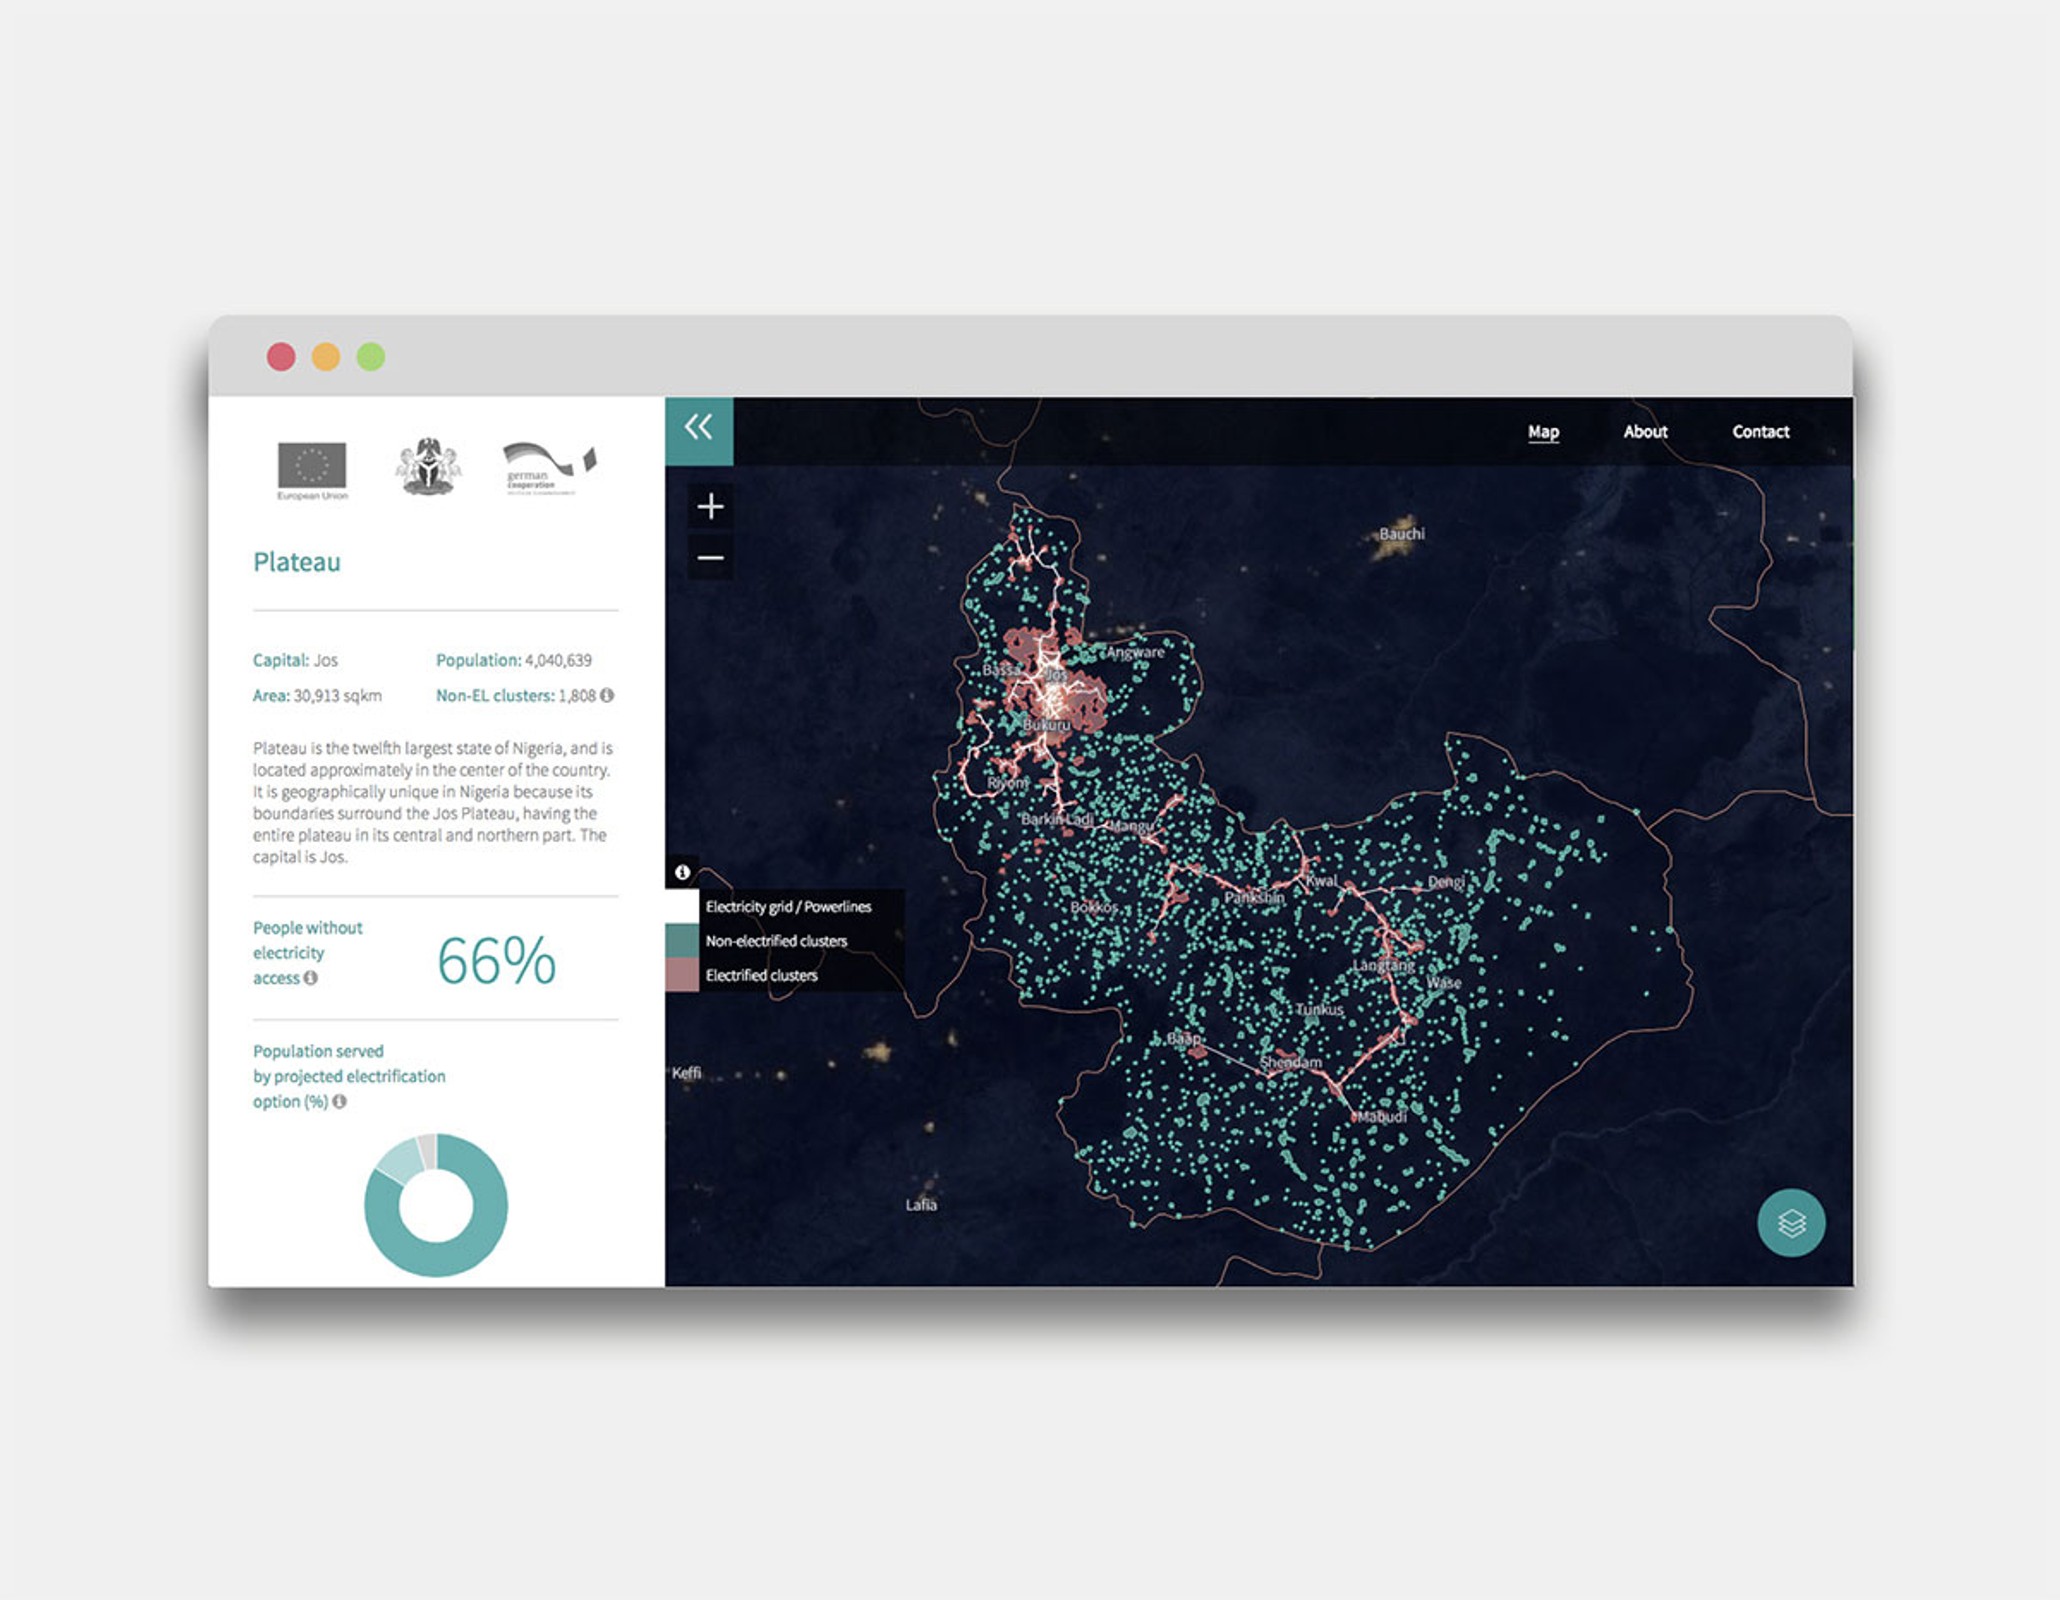 European Union
german
cooperation
Map
About
Contact
Plateau
Capital: Jos
Population: 4,040,639
Area: 30,913 sqkm
Non-EL clusters: 1,808
Plateau is the twelfth largest state of Nigeria, and is
located approximately in the center of the country.
It is geographically unique in Nigeria because its
boundaries surround the Jos Plateau, having the
entire plateau in its central and northern part. The
capital is Jos.
People without
electricity
access
66%
Population served
by projected electrification
option (%)
Electricity grid / Powerlines
Non-electrified clusters
Electrified clusters
Bauchi
Angware
Bassa
Jos
Bukuru
Riyom
Barkin Ladi
Mangu
Kwal
Dengi
Pankshin
Bokkos
Langtang
Wase
Tunkus
Baap
Shendam
Keffi
Mabudi
Lafia